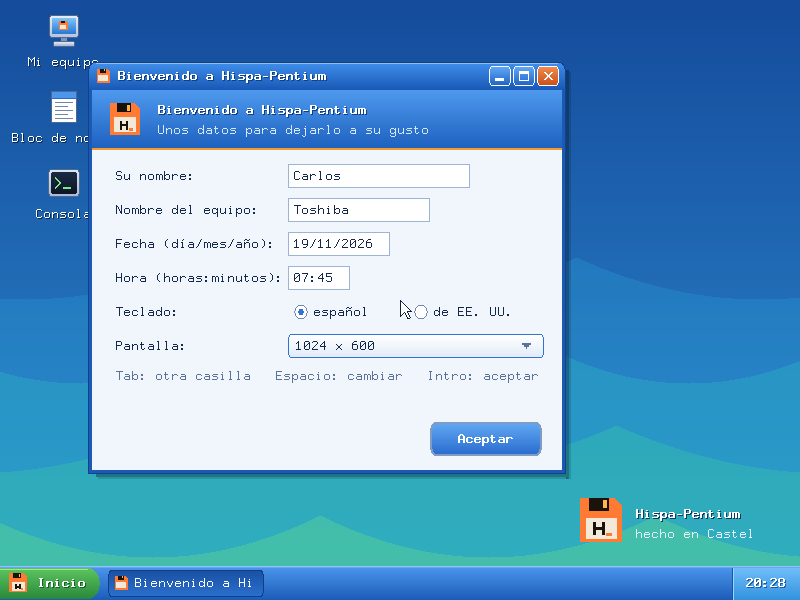 Mi equipo
Bienvenido a Hispa-Pentium
Bienvenido a Hispa-Pentium
Unos datos para dejarlo a su gusto
H_
Bloc de no
Consola
Su nombre: Carlos
Nombre del equipo: Toshiba
Fecha (día/mes/año): 19/11/2026
Hora (horas:minutos): 07:45
Teclado: español de EE. UU.
Pantalla: 1024 x 600
Tab: otra casilla Espacio: cambiar Intro: aceptar
Aceptar
H_
Hispa-Pentium
hecho en Castel
Inicio
Bienvenido a Hi
20:28